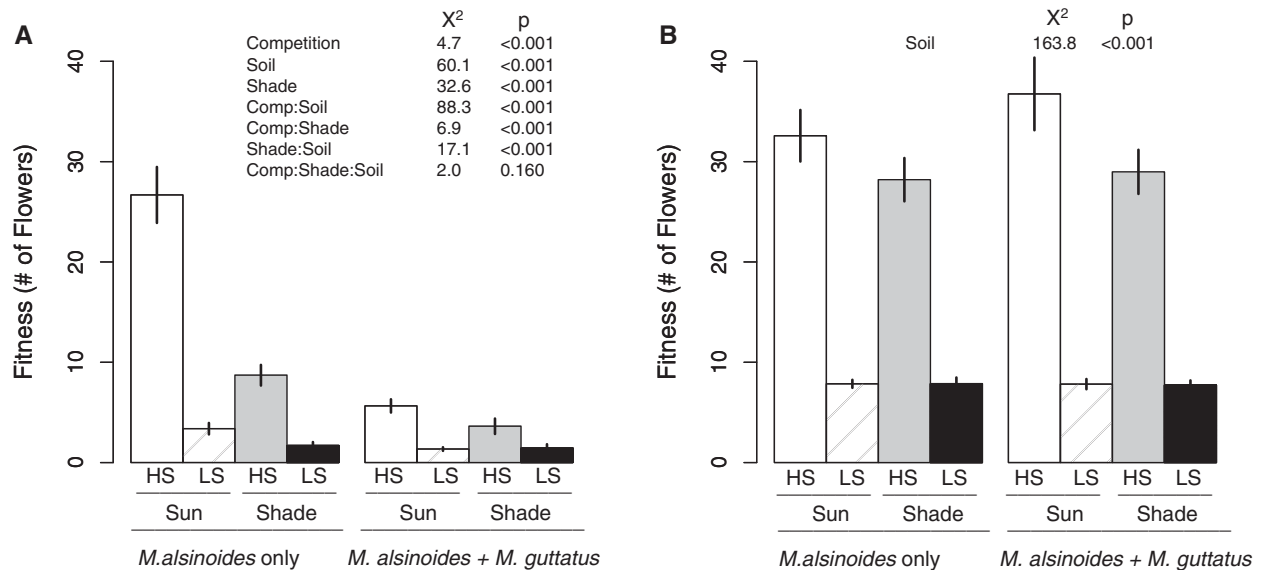 A
X² p
Competition 4.7 <0.001
Soil 60.1 <0.001
Shade 32.6 <0.001
Comp:Soil 88.3 <0.001
Comp:Shade 6.9 <0.001
Shade:Soil 17.1 <0.001
Comp:Shade:Soil 2.0 0.160
Fitness (# of Flowers)
40
30
20
10
0
HS LS HS LS HS LS HS LS
Sun Shade Sun Shade
M.alsinoides only M. alsinoides + M. guttatus
B
X² p
Soil 163.8 <0.001
Fitness (# of Flowers)
40
30
20
10
0
HS LS HS LS HS LS HS LS
Sun Shade Sun Shade
M.alsinoides only M. alsinoides + M. guttatus